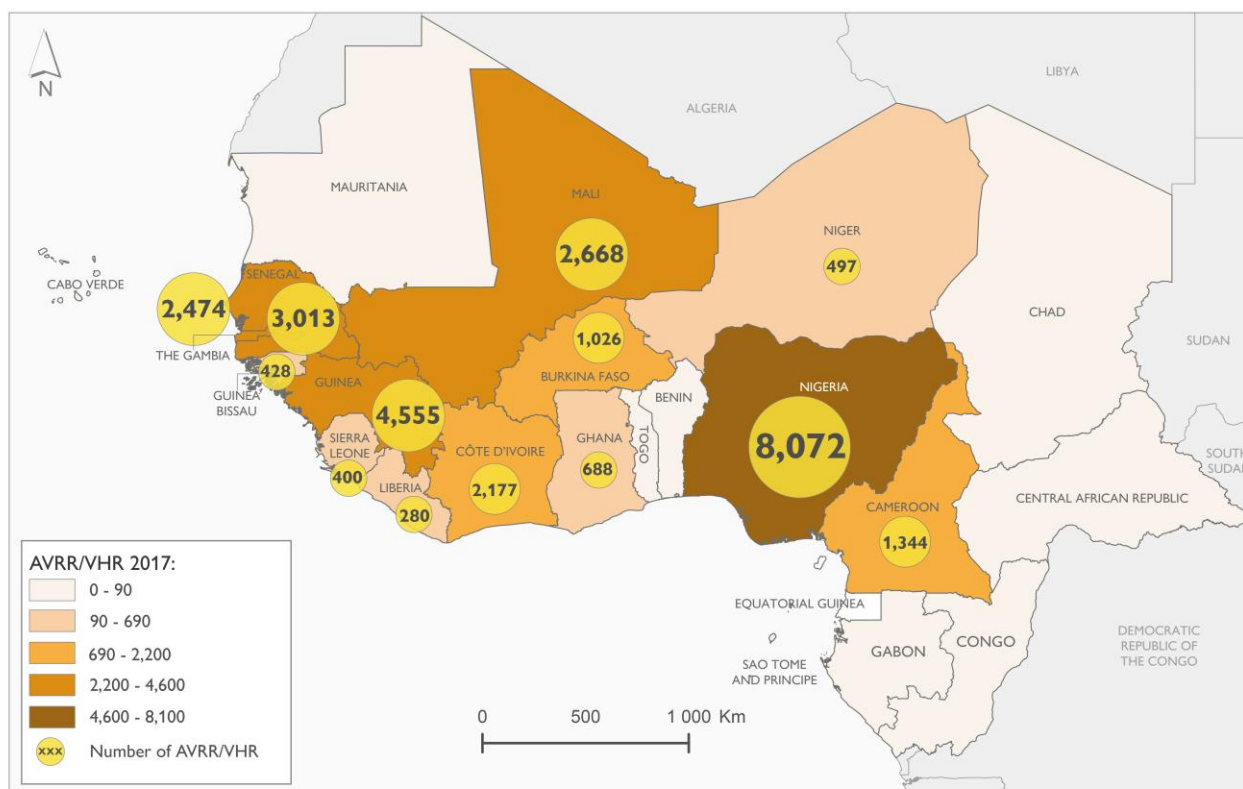 N
LIBYA
ALGERIA
MAURITANIA
MALI
2,668
NIGER
497
SENEGAL
CABO VERDE
2,474
3,013
CHAD
1,026
SUDAN
THE GAMBIA
428
GUINEA
BURKINA FASO
NIGERIA
BENIN
GUINEA
BISSAU
4,555
8,072
SIERRA
LEONE
CÔTE D'IVOIRE
GHANA
TOGO
SOUTH
SUDAN
400
LIBERIA
2,177
688
CENTRAL AFRICAN REPUBLIC
280
CAMEROON
1,344
EQUATORIAL GUINEA
DEMOCRATIC
REPUBLIC OF
THE CONGO
CONGO
GABON
SAO TOME
AND PRINCIPE
AVRR/VHR 2017:
0 - 90
90 - 690
690 - 2,200
2,200 - 4,600
4,600 - 8,100
xxx Number of AVRR/VHR
0 500 1 000 Km